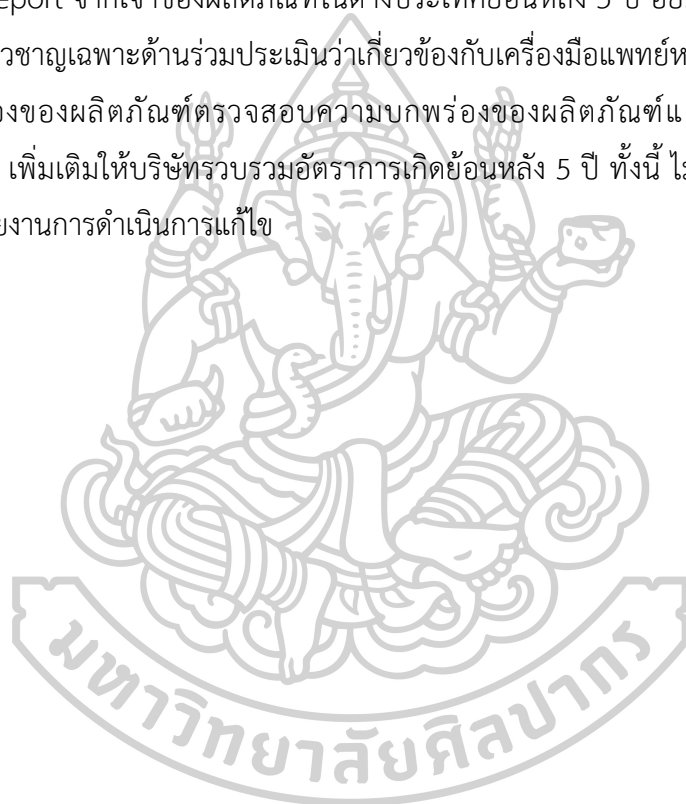 eport จากเจ้าของผลิตภัณฑ์ในต่างประเทศย้อนหลัง 5 ปี
วชาญเฉพาะด้านร่วมประเมินว่าเกี่ยวข้องกับเครื่องมือแพทย์
องของผลิตภัณฑ์ตรวจสอบความบกพร่องของผลิตภัณฑ์
เพิ่มเติมให้บริษัทรวบรวมอัตราการเกิดย้อนหลัง 5 ปี ทั้งนี้
ยงานการดำเนินการแก้ไข
มหาวิทยาลัยศิลปากร